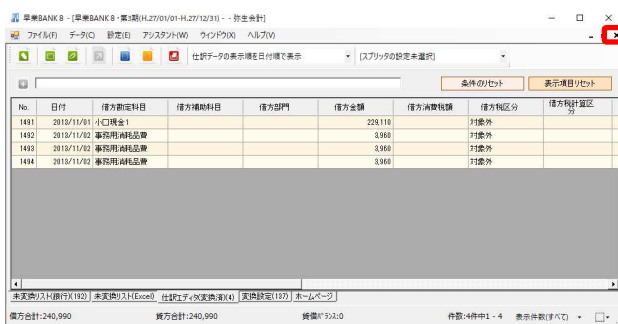 早業BANK 8 - [早業BANK 8・第3期(H.27/01/01-H.27/12/31) - - 弥生会計]
ファイル(F) データ(C) 設定(E) アシスタント(W) ウインドウ(X) ヘルプ(V)
仕訳データの表示順を日付順で表示 [スプリッタの設定未選択]
条件のリセット 表示項目リセット
No. 日付 借方勘定科目 借方補助科目 借方部門 借方金額 借方消費税額 借方税区分 借方税計算区分
1491 2013/11/01 小口現金1 229,110 対象外
1492 2013/11/02 事務用消耗品費 3,960 対象外
1493 2013/11/02 事務用消耗品費 3,960 対象外
1494 2013/11/02 事務用消耗品費 3,960 対象外
未変換リスト(銀行)(192) 未変換リスト(Excel) 仕訳エディタ(変換済)(4) 変換設定(137) ホームページ
借方合計:240,990 貸方合計:240,990 貸借ﾊﾞﾗﾝｽ:0 件数:4件中1 - 4 表示件数(すべて)